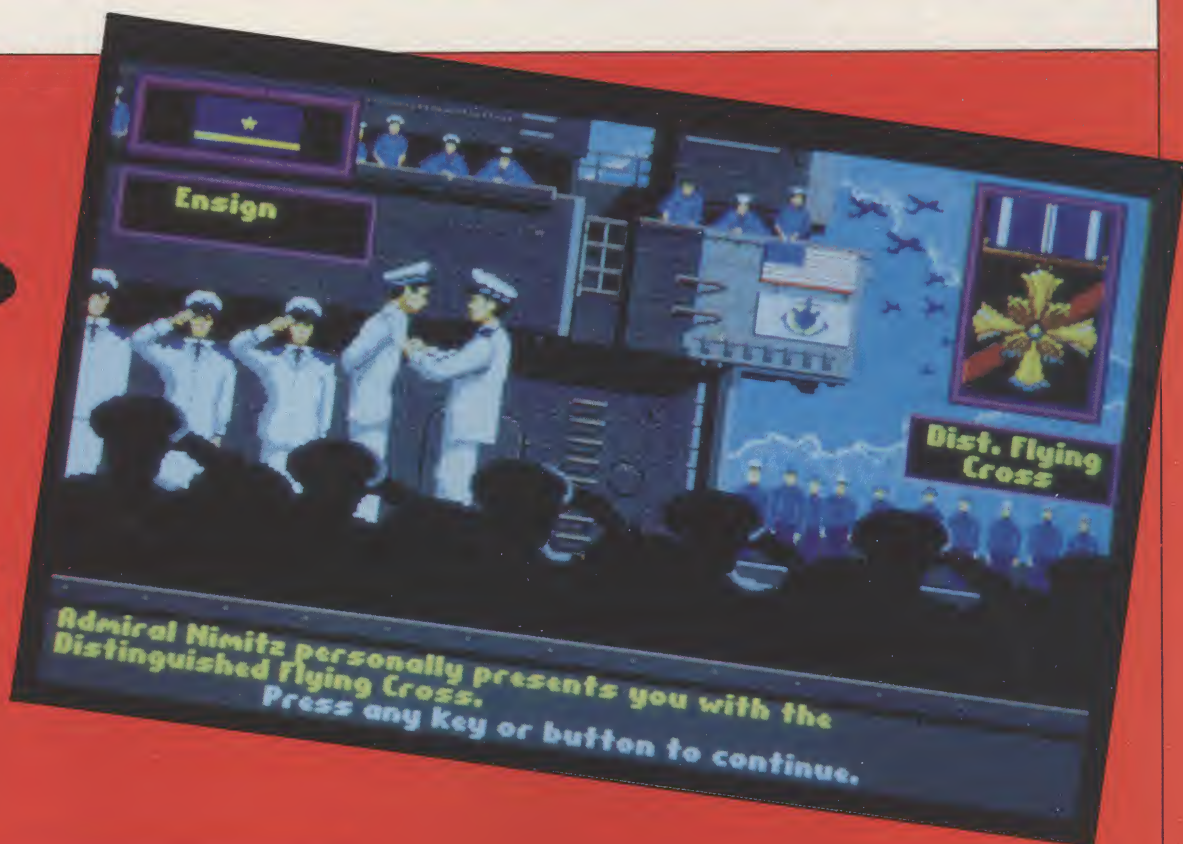 Ensign
Dist. Flying
Cross
Admiral Nimitz personally presents you with the
Distinguished Flying Cross.
Press any key or button to continue.